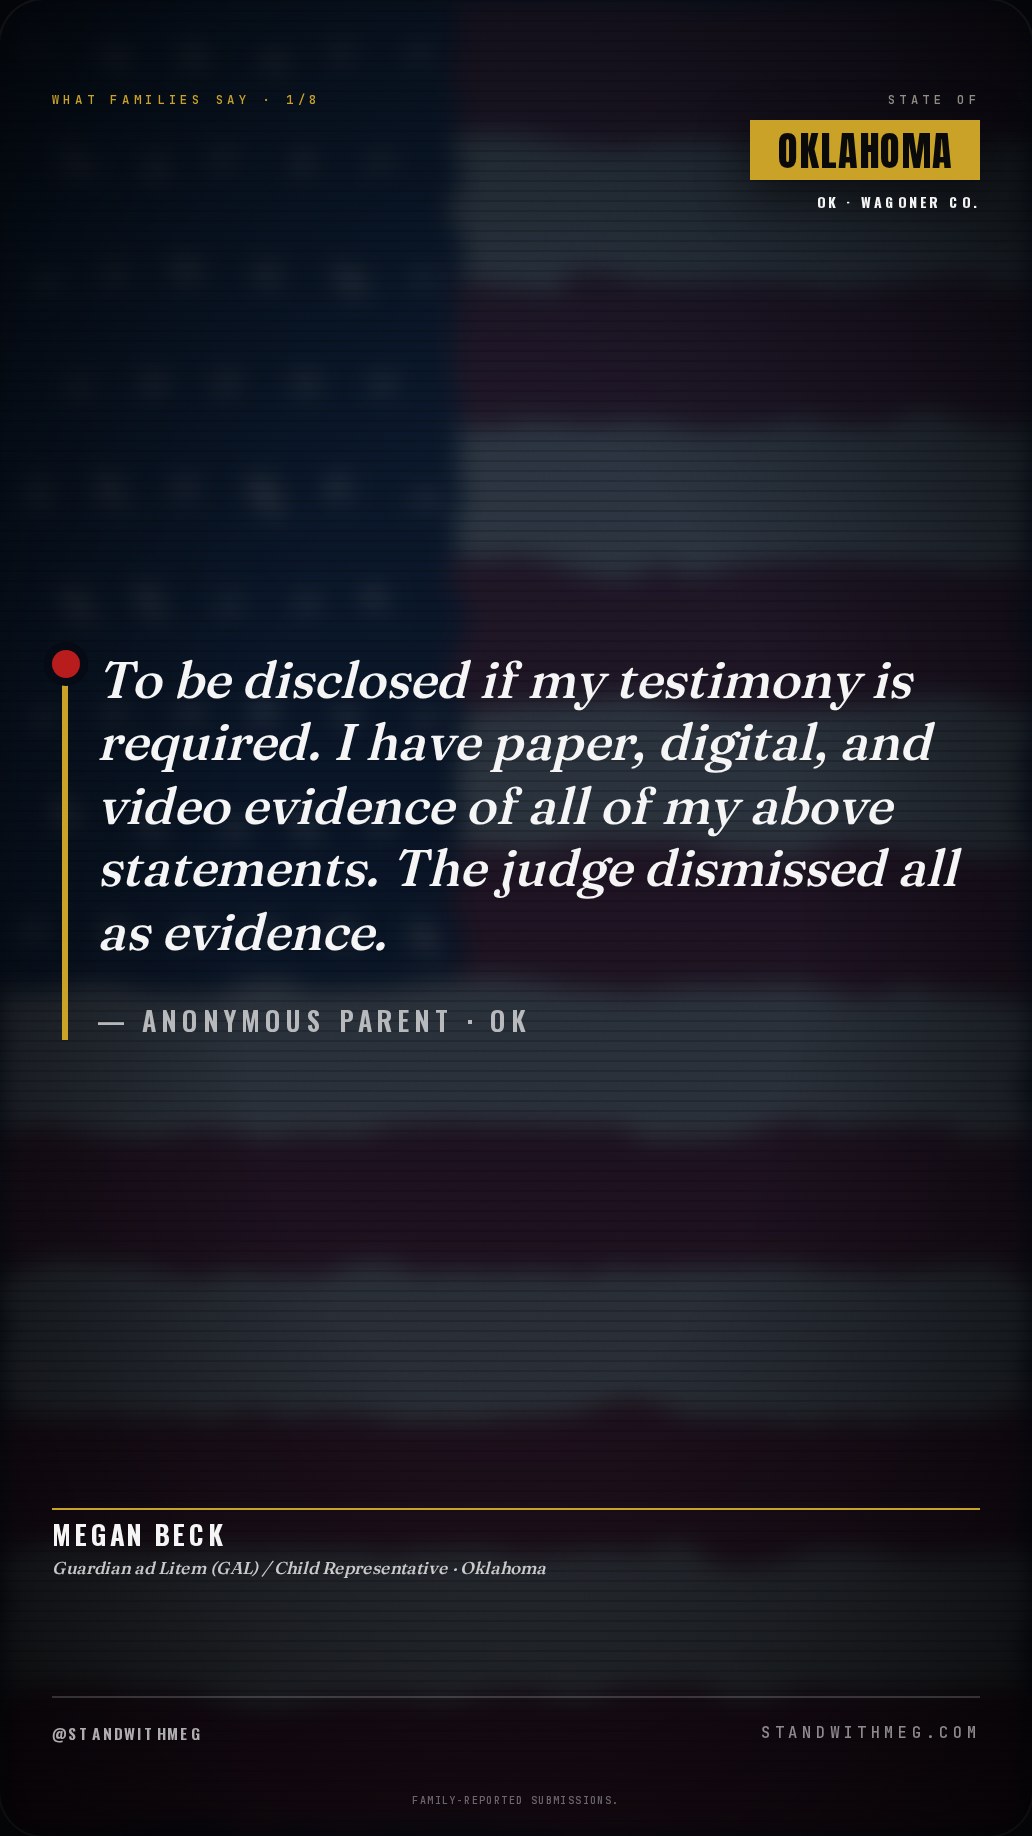 WHAT FAMILIES SAY · 1/8
STATE OF
OKLAHOMA
OK · WAGONER CO.
To be disclosed if my testimony is
required. I have paper, digital, and
video evidence of all of my above
statements. The judge dismissed all
as evidence.
— ANONYMOUS PARENT · OK
MEGAN BECK
Guardian ad Litem (GAL) / Child Representative · Oklahoma
@STANDWITHMEG
STANDWITHMEG.COM
FAMILY-REPORTED SUBMISSIONS.